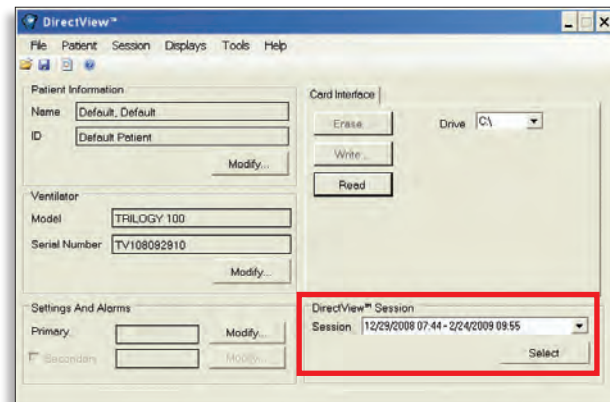 DirectView™
File Patient Session Displays Tools Help
Patient Information
Name Default, Default
ID Default Patient
Modify...
Ventilator
Model TRILOGY 100
Serial Number TV108092910
Modify...
Settings And Alarms
Primary Modify...
Secondary Modify...
Card Interface
Erase... Drive C:\
Write...
Read
DirectView™ Session
Session 12/29/2008 07:44 - 2/24/2009 09:55
Select